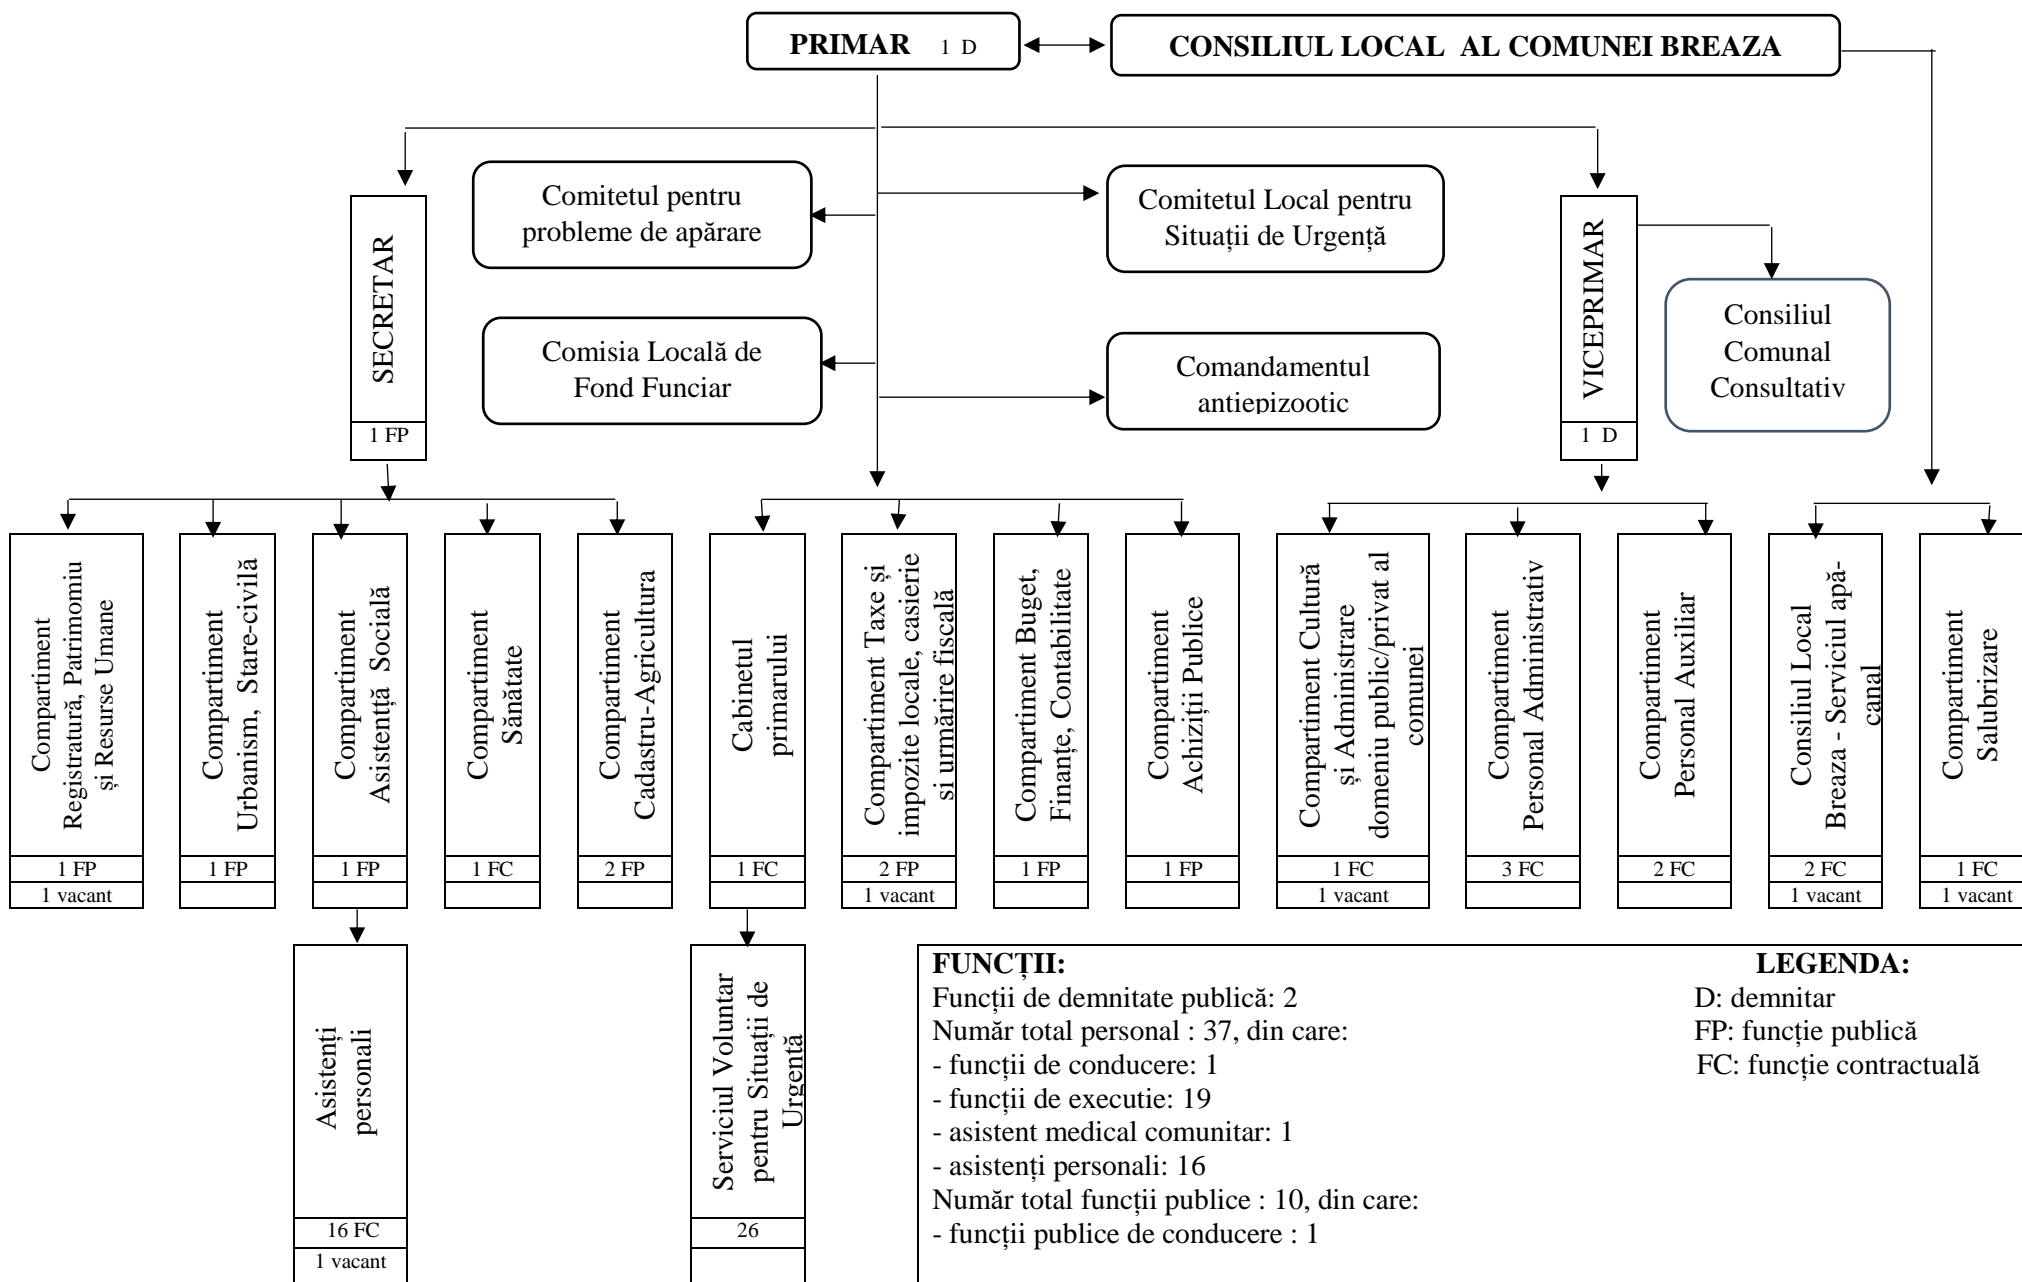 PRIMAR 1 D
CONSILIUL LOCAL AL COMUNEI BREAZA
Comitetul pentru
probleme de apărare
Comitetul Local pentru
Situații de Urgență
Comisia Locală de
Fond Funciar
Comandamentul
antiepizootic
SECRETAR
1 FP
VICEPRIMAR
1 D
Consiliul
Comunal
Consultativ
Compartiment
Registratură, Patrimomiu
și Resurse Umane
1 FP
1 vacant
Compartiment
Urbanism, Stare-civilă
1 FP
Compartiment
Asistență Socială
1 FP
Compartiment
Sănătate
1 FC
Compartiment
Cadastru-Agricultura
2 FP
Cabinetul
primarului
1 FC
Compartiment Taxe și
impozite locale, casierie
si urmărire fiscală
2 FP
1 vacant
Compartiment Buget,
Finanțe, Contabilitate
1 FP
Compartiment
Achiziții Publice
1 FP
Compartiment Cultură
și Administrare
domeniu public/privat al
comunei
1 FC
1 vacant
Compartiment
Personal Administrativ
3 FC
Compartiment
Personal Auxiliar
2 FC
Consiliul Local
Breaza - Serviciul apă-
canal
2 FC
1 vacant
Compartiment
Salubrizare
1 FC
1 vacant
Asistenți
personali
16 FC
1 vacant
Serviciul Voluntar
pentru Situații de
Urgență
26
FUNCȚII:
Funcții de demnitate publică: 2
Număr total personal : 37, din care:
- funcții de conducere: 1
- funcții de executie: 19
- asistent medical comunitar: 1
- asistenți personali: 16
Număr total funcții publice : 10, din care:
- funcții publice de conducere : 1
LEGENDA:
D: demnitar
FP: funcție publică
FC: funcție contractuală